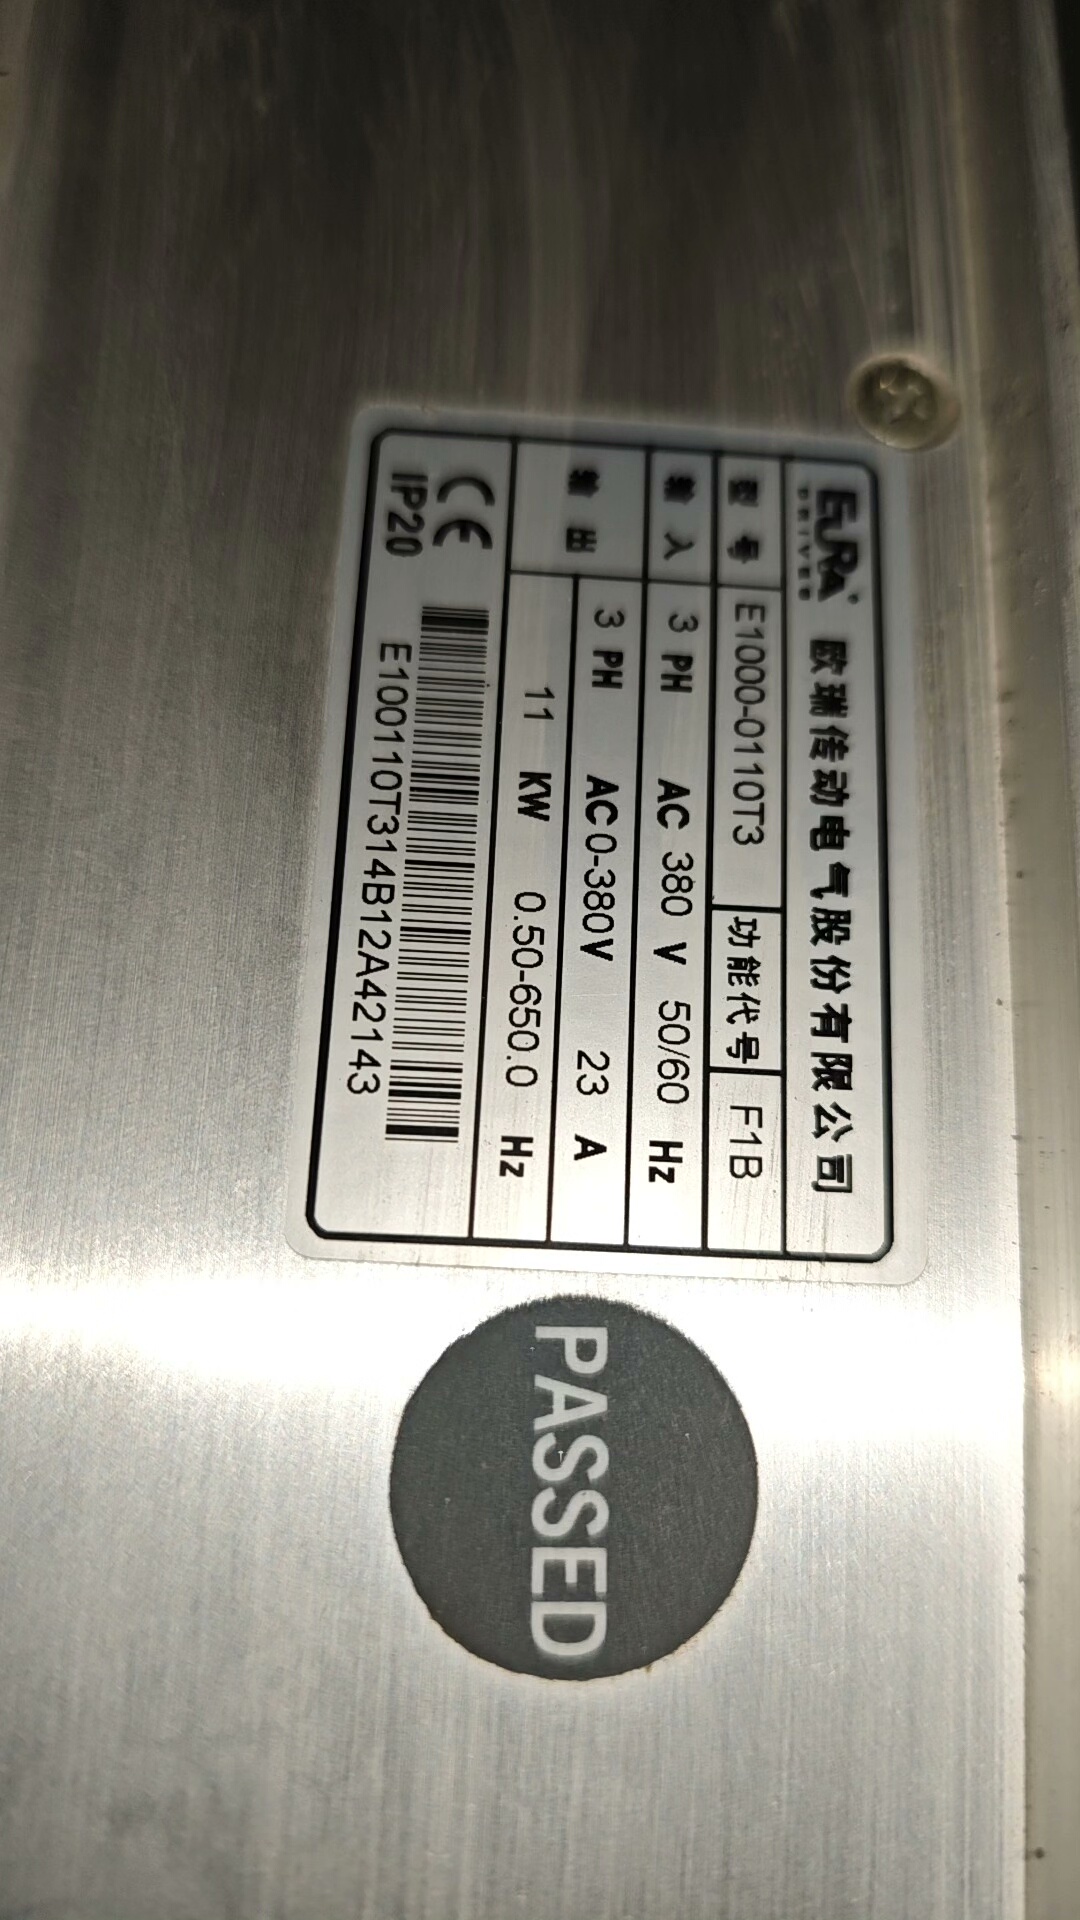 EURA DRIVES 欧瑞传动电气股份有限公司
型号 E1000-0110T3 功能代号 F1B
输入 3 PH AC 380 V 50/60 Hz
输出 3 PH AC 0-380V 23 A
11 KW 0.50-650.0 Hz
CE
IP20
E100110T314B12A42143
PASSED